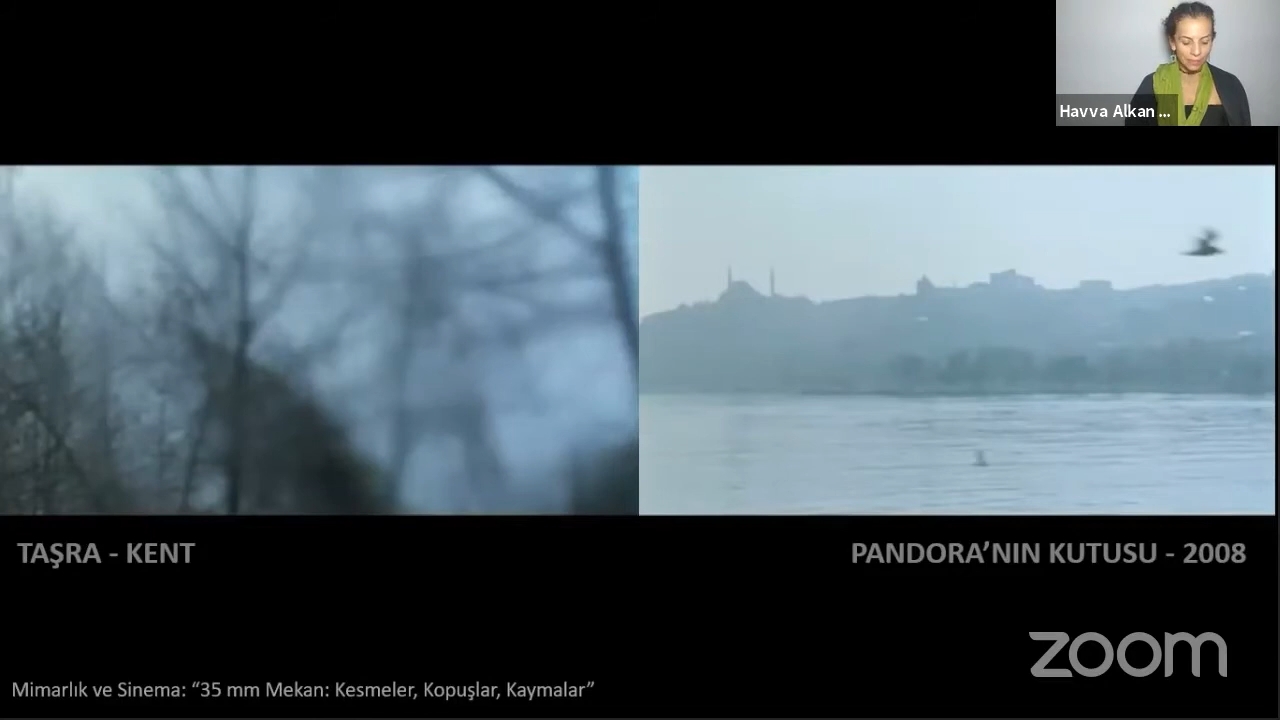 Havva Alkan ...
TAŞRA - KENT
PANDORA’NIN KUTUSU - 2008
zoom
Mimarlık ve Sinema: “35 mm Mekan: Kesmeler, Kopuşlar, Kaymalar”